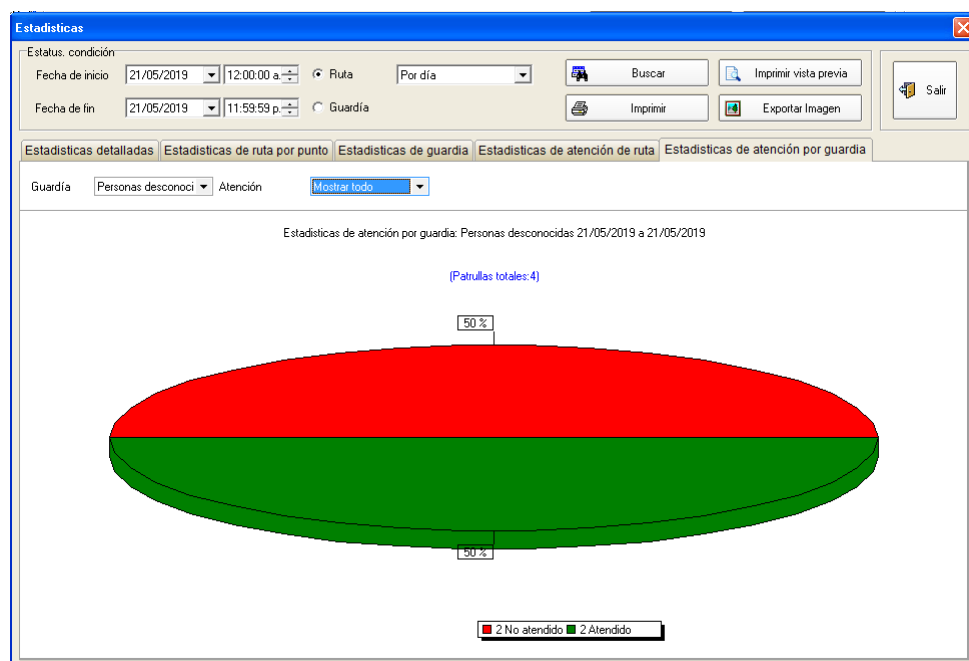 Estadisticas
Estatus. condición
Fecha de inicio 21/05/2019 12:00:00 a. Ruta Por día Buscar Imprimir vista previa
Salir
Fecha de fin 21/05/2019 11:59:59 p. Guardía Imprimir Exportar Imagen
Estadisticas detalladas Estadisticas de ruta por punto Estadisticas de guardia Estadisticas de atención de ruta Estadisticas de atención por guardia
Guardía Personas desconoci Atención Mostrar todo
Estadisticas de atención por guardia: Personas desconocidas 21/05/2019 a 21/05/2019
(Patrullas totales:4)
50 %
50 %
2 No atendido 2 Atendido